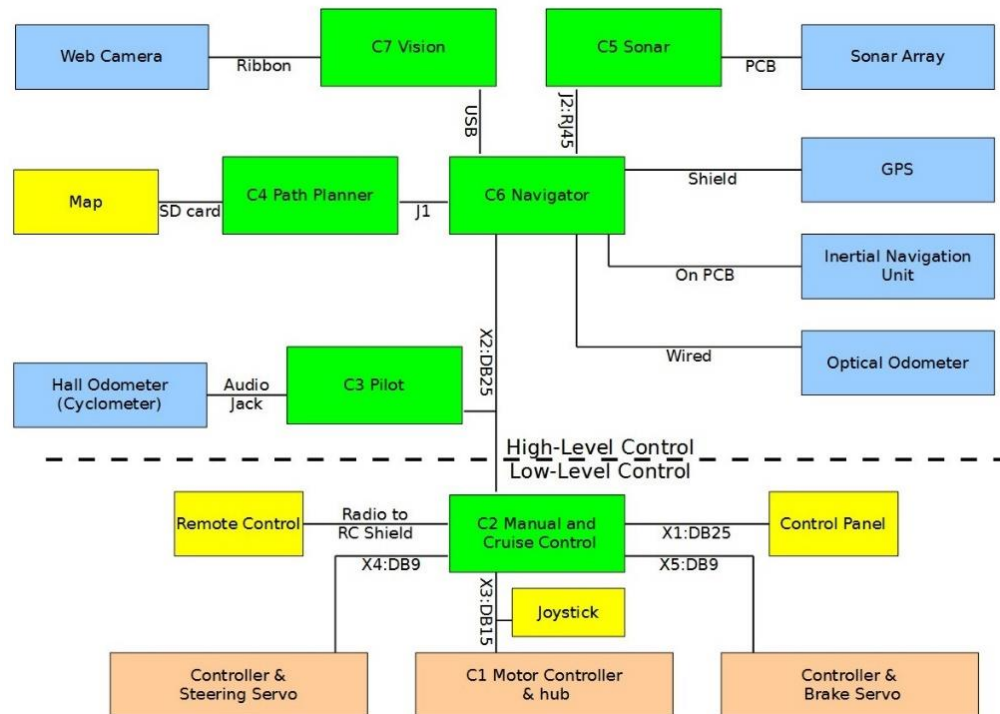 Web Camera
Ribbon
C7 Vision
C5 Sonar
PCB
Sonar Array
USB
J2:RJ45
Map
SD card
C4 Path Planner
J1
C6 Navigator
Shield
GPS
On PCB
Inertial Navigation
Unit
Wired
Optical Odometer
X2:DB25
Hall Odometer
(Cyclometer)
Audio
Jack
C3 Pilot
High-Level Control
Low-Level Control
Remote Control
Radio to
RC Shield
C2 Manual and
Cruise Control
X1:DB25
Control Panel
X4:DB9
X5:DB9
X3:DB15
Joystick
Controller &
Steering Servo
C1 Motor Controller
& hub
Controller &
Brake Servo